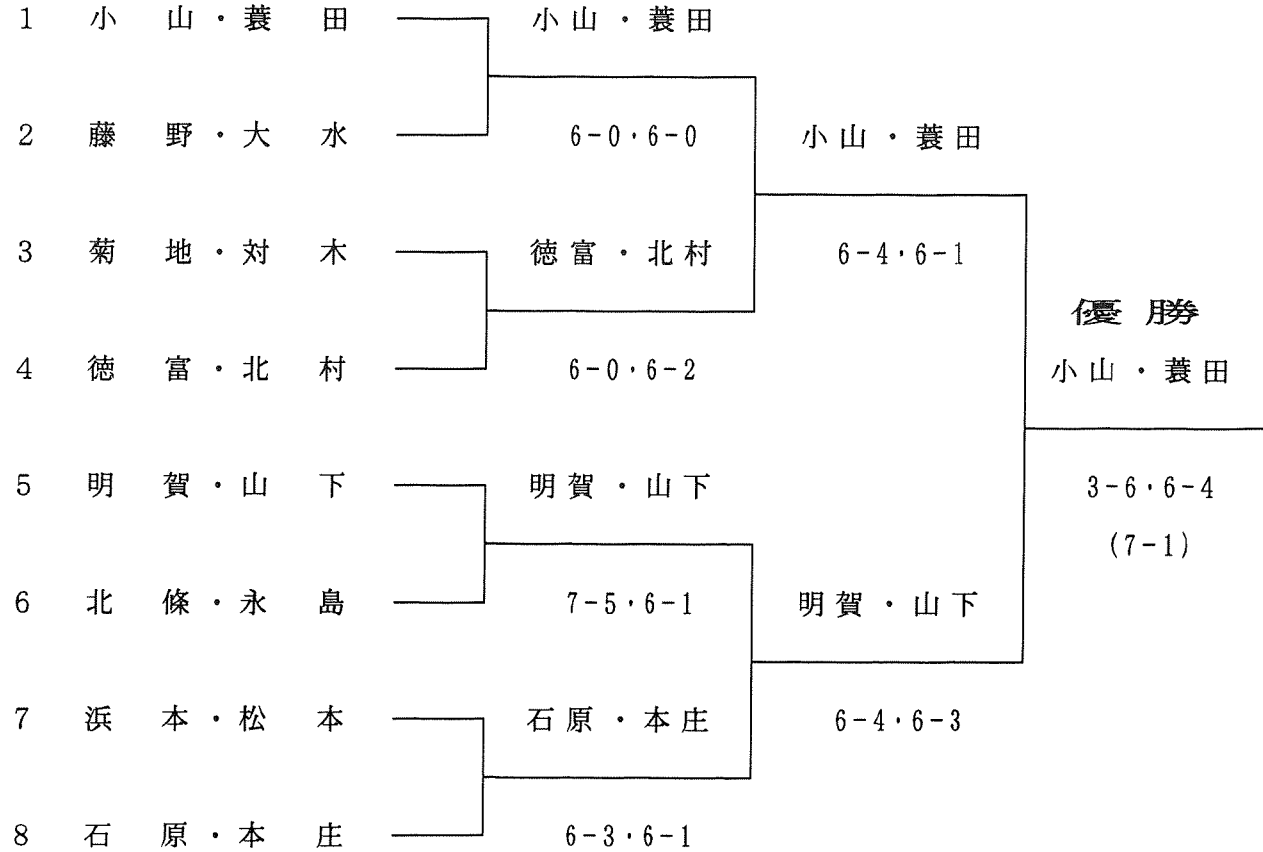 1 小山・蓑田 小山・蓑田
2 藤野・大水 6-0・6-0 小山・蓑田
3 菊地・対木 徳富・北村 6-4・6-1
優勝
4 徳富・北村 6-0・6-2 小山・蓑田
5 明賀・山下 明賀・山下 3-6・6-4
(7-1)
6 北條・永島 7-5・6-1 明賀・山下
7 浜本・松本 石原・本庄 6-4・6-3
8 石原・本庄 6-3・6-1